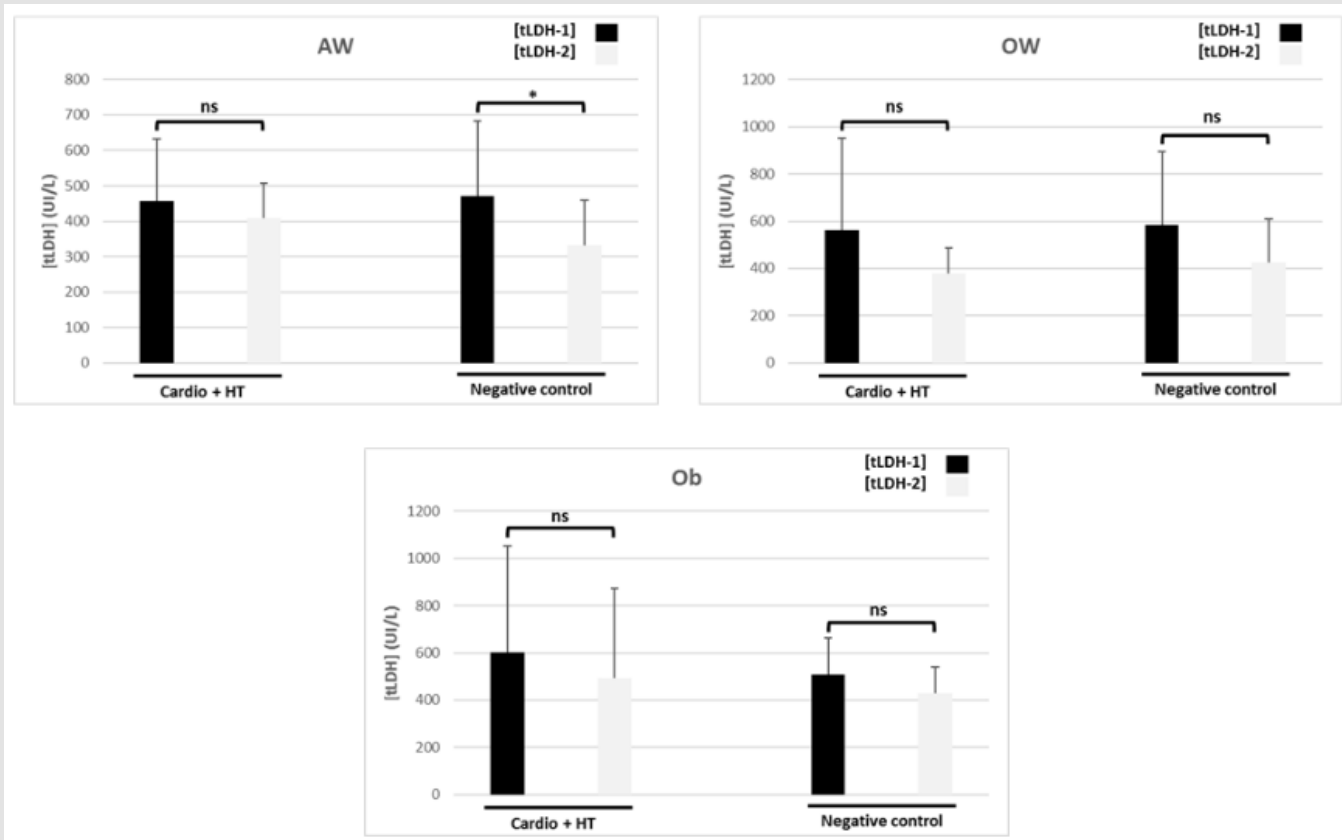 AW
[tLDH-1]
[tLDH-2]
800
700
600
500
400
300
200
100
0
[tLDH] (UI/L)
ns
*
Cardio + HT
Negative control
OW
[tLDH-1]
[tLDH-2]
1200
1000
800
600
400
200
0
[tLDH] (UI/L)
ns
ns
Cardio + HT
Negative control
Ob
[tLDH-1]
[tLDH-2]
1200
1000
800
600
400
200
0
[tLDH] (UI/L)
ns
ns
Cardio + HT
Negative control